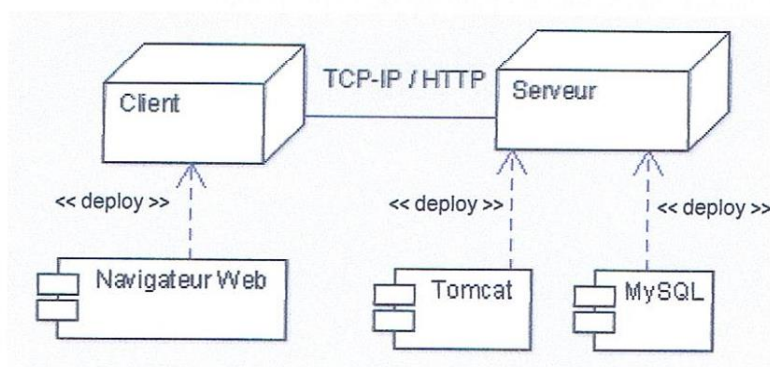 Client
TCP-IP / HTTP
Serveur
<< deploy >>
<< deploy >>
<< deploy >>
Navigateur Web
Tomcat
MySQL